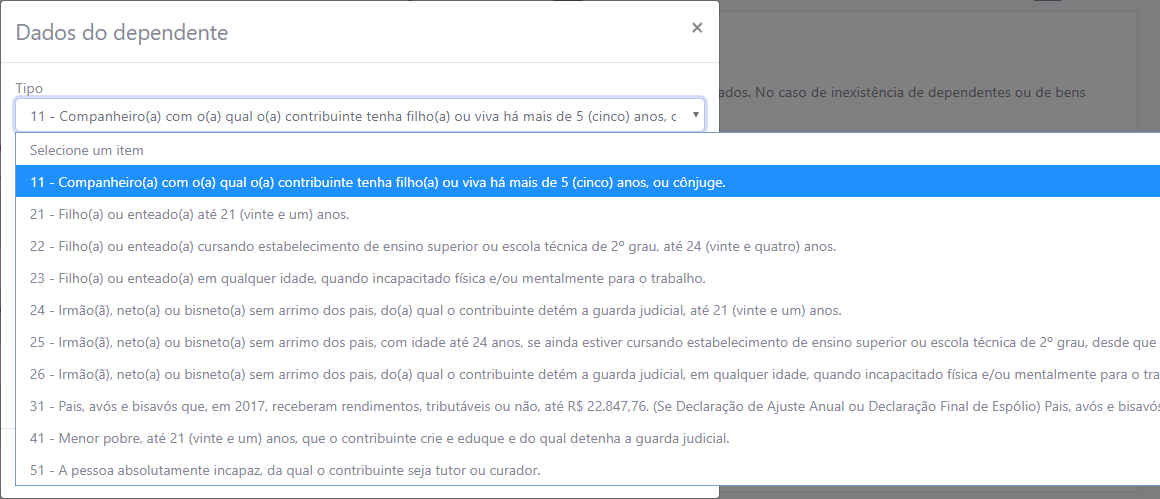 Dados do dependente
×
Tipo
ados. No caso de inexistência de dependentes ou de bens
11 - Companheiro(a) com o(a) qual o(a) contribuinte tenha filho(a) ou viva há mais de 5 (cinco) anos, c
Selecione um item
11 - Companheiro(a) com o(a) qual o(a) contribuinte tenha filho(a) ou viva há mais de 5 (cinco) anos, ou cônjuge.
21 - Filho(a) ou enteado(a) até 21 (vinte e um) anos.
22 - Filho(a) ou enteado(a) cursando estabelecimento de ensino superior ou escola técnica de 2º grau, até 24 (vinte e quatro) anos.
23 - Filho(a) ou enteado(a) em qualquer idade, quando incapacitado física e/ou mentalmente para o trabalho.
24 - Irmão(ã), neto(a) ou bisneto(a) sem arrimo dos pais, do(a) qual o contribuinte detém a guarda judicial, até 21 (vinte e um) anos.
25 - Irmão(ã), neto(a) ou bisneto(a) sem arrimo dos pais, com idade até 24 anos, se ainda estiver cursando estabelecimento de ensino superior ou escola técnica de 2º grau, desde que
26 - Irmão(ã), neto(a) ou bisneto(a) sem arrimo dos pais, do(a) qual o contribuinte detém a guarda judicial, em qualquer idade, quando incapacitado física e/ou mentalmente para o tra
31 - Pais, avós e bisavós que, em 2017, receberam rendimentos, tributáveis ou não, até R$ 22.847,76. (Se Declaração de Ajuste Anual ou Declaração Final de Espólio) Pais, avós e bisavós
41 - Menor pobre, até 21 (vinte e um) anos, que o contribuinte crie e eduque e do qual detenha a guarda judicial.
51 - A pessoa absolutamente incapaz, da qual o contribuinte seja tutor ou curador.